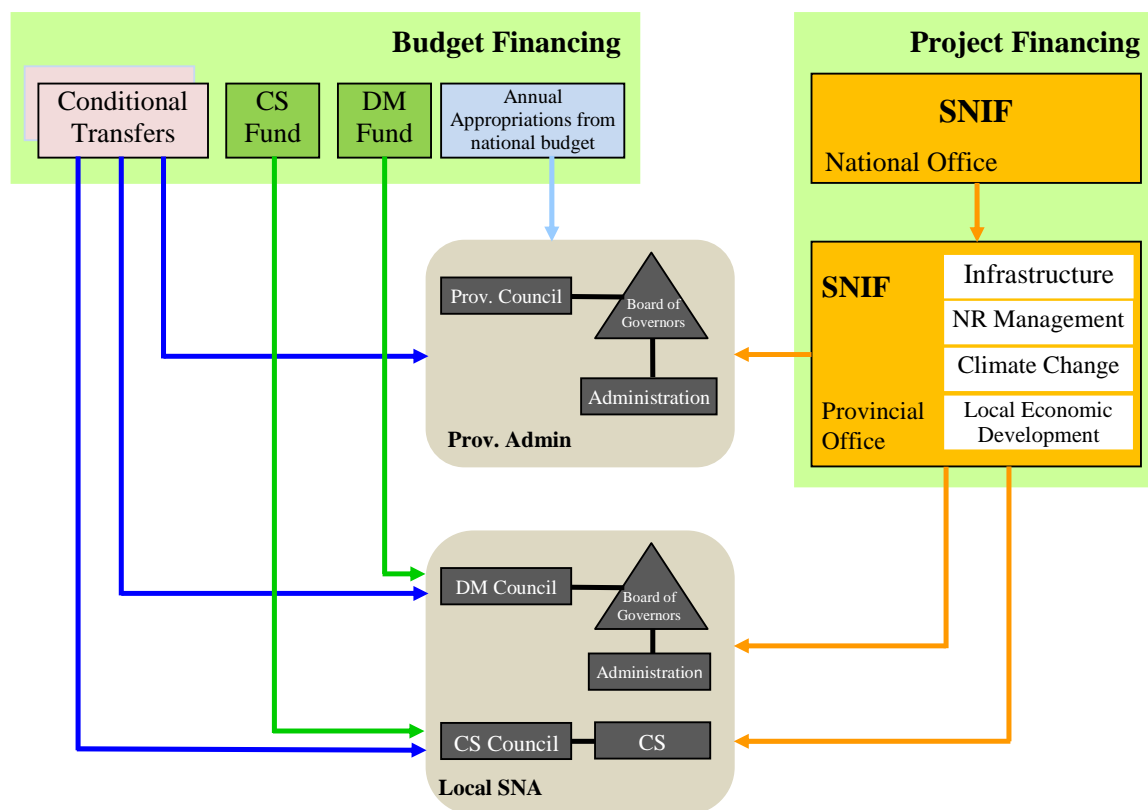 Budget Financing
Conditional
Transfers
CS
Fund
DM
Fund
Annual
Appropriations from
national budget
Project Financing
SNIF
National Office
SNIF
Provincial
Office
Infrastructure
NR Management
Climate Change
Local Economic
Development
Prov. Council
Board of
Governors
Administration
Prov. Admin
DM Council
Board of
Governors
Administration
CS Council
CS
Local SNA